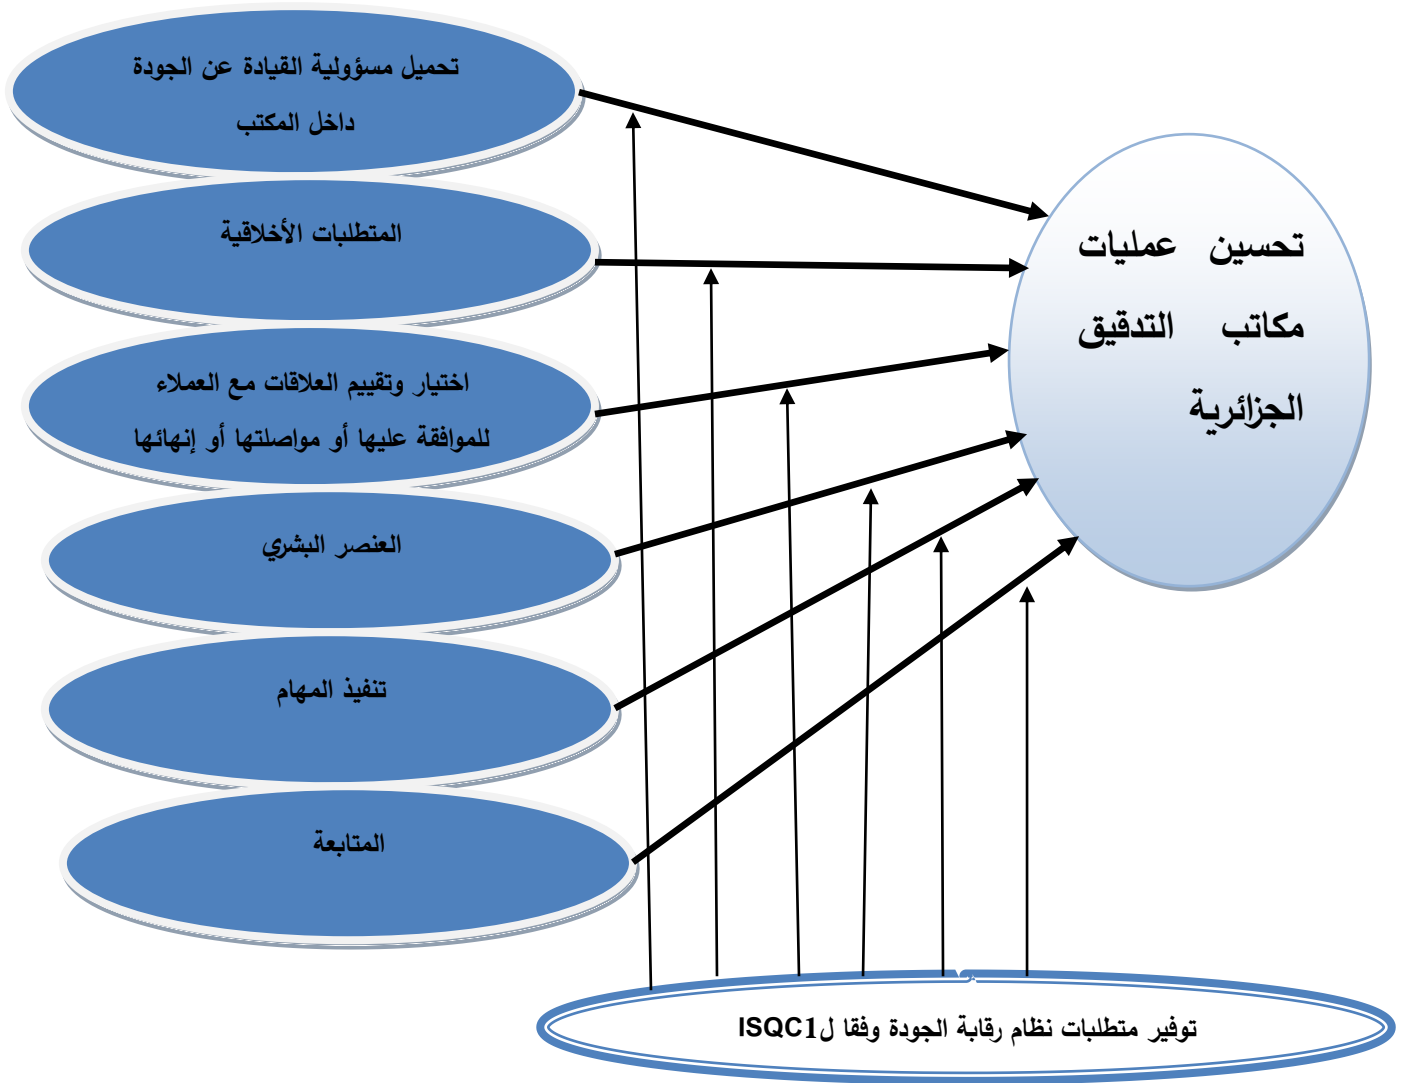 تحميل مسؤولية القيادة عن الجودة
داخل المكتب
المتطلبات الأخلاقية
اختيار وتقييم العلاقات مع العملاء
للموافقة عليها أو مواصلتها أو إنهائها
العنصر البشري
تنفيذ المهام
المتابعة
تحسين عمليات
مكاتب التدقيق
الجزائرية
توفير متطلبات نظام رقابة الجودة وفقا ل ISQC1